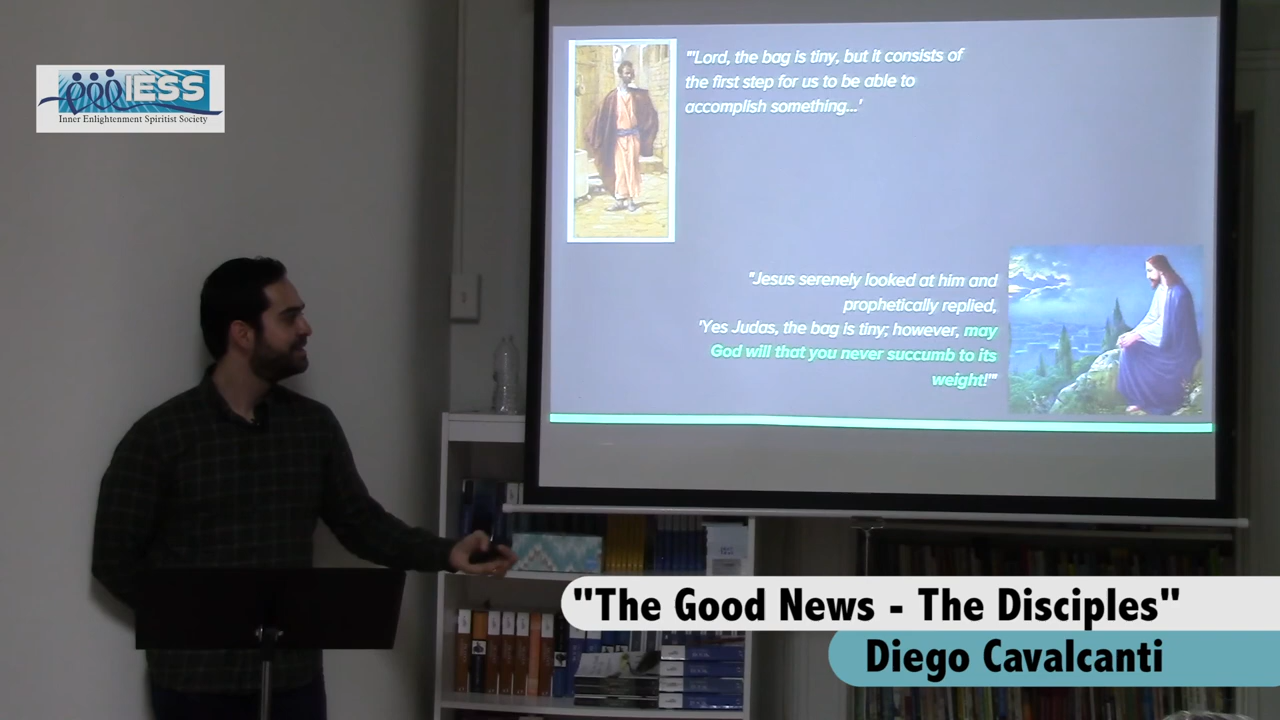 IESS
Inner Enlightenment Spiritist Society
"'Lord, the bag is tiny, but it consists of
the first step for us to be able to
accomplish something...'
"Jesus serenely looked at him and
prophetically replied,
'Yes Judas, the bag is tiny; however, may
God will that you never succumb to its
weight!'"
"The Good News - The Disciples"
Diego Cavalcanti